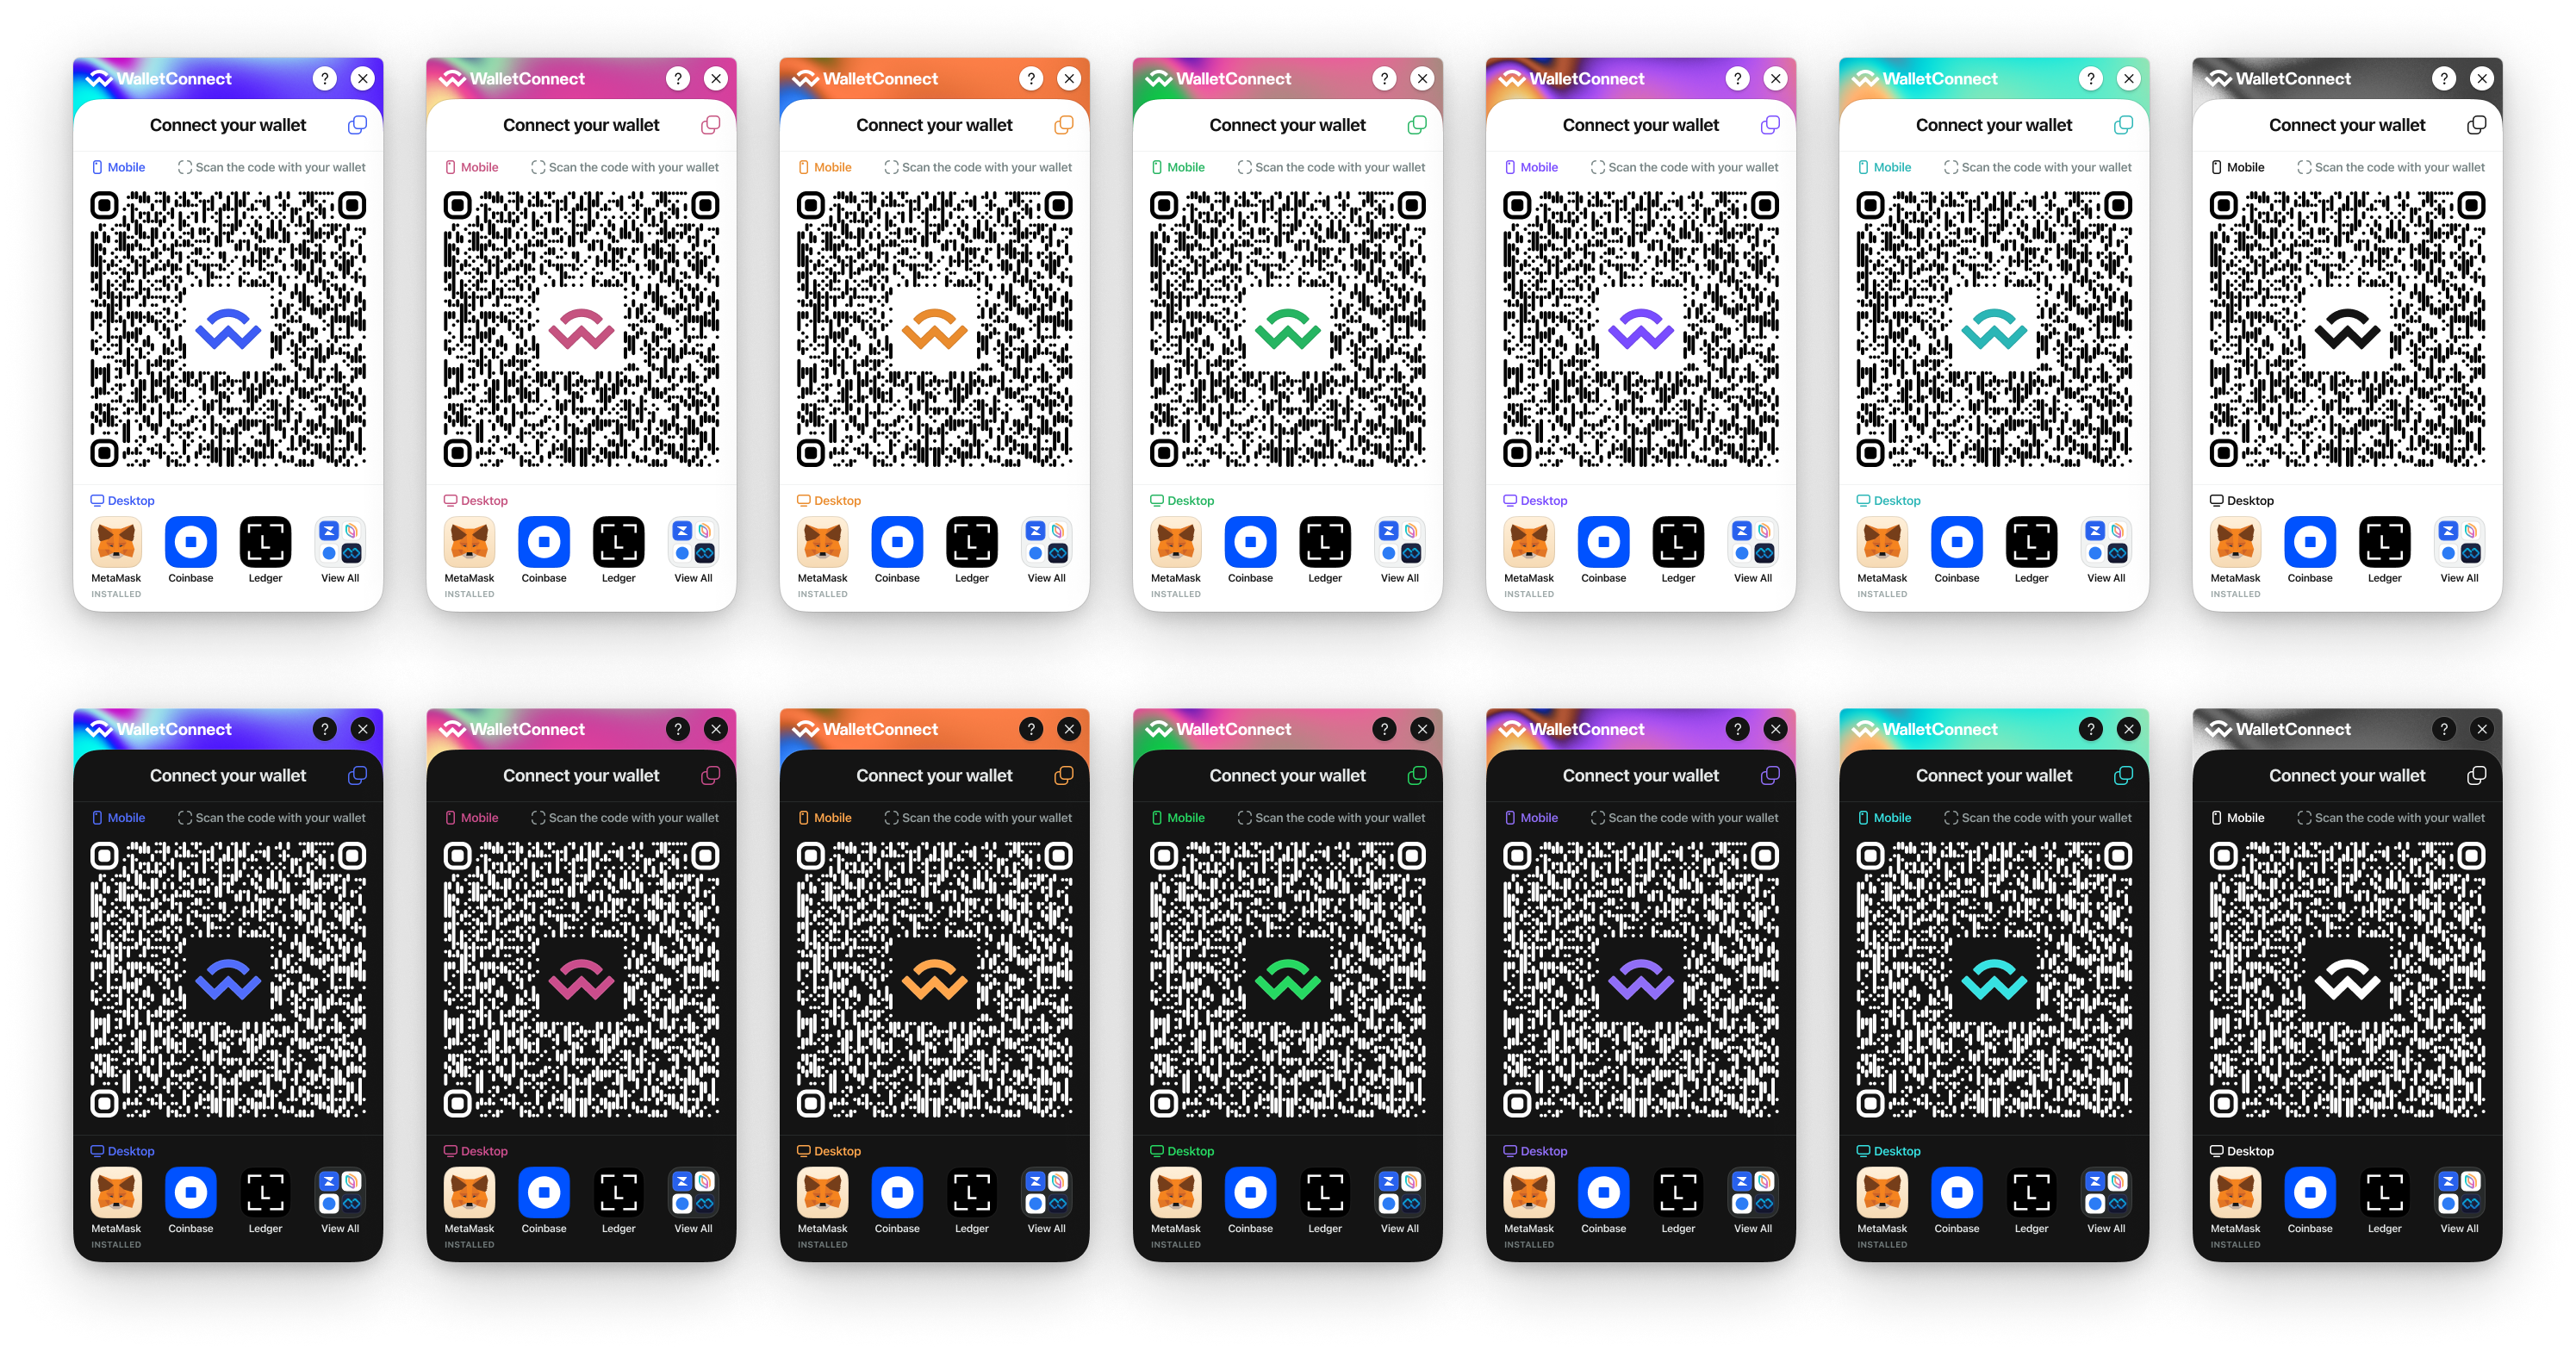 WalletConnect ?
Connect your wallet
Mobile Scan the code with your wallet
Desktop
MetaMask Coinbase Ledger View All
INSTALLED
WalletConnect ?
Connect your wallet
Mobile Scan the code with your wallet
Desktop
MetaMask Coinbase Ledger View All
INSTALLED
WalletConnect ?
Connect your wallet
Mobile Scan the code with your wallet
Desktop
MetaMask Coinbase Ledger View All
INSTALLED
WalletConnect ?
Connect your wallet
Mobile Scan the code with your wallet
Desktop
MetaMask Coinbase Ledger View All
INSTALLED
WalletConnect ?
Connect your wallet
Mobile Scan the code with your wallet
Desktop
MetaMask Coinbase Ledger View All
INSTALLED
WalletConnect ?
Connect your wallet
Mobile Scan the code with your wallet
Desktop
MetaMask Coinbase Ledger View All
INSTALLED
WalletConnect ?
Connect your wallet
Mobile Scan the code with your wallet
Desktop
MetaMask Coinbase Ledger View All
INSTALLED
WalletConnect ?
Connect your wallet
Mobile Scan the code with your wallet
Desktop
MetaMask Coinbase Ledger View All
INSTALLED
WalletConnect ?
Connect your wallet
Mobile Scan the code with your wallet
Desktop
MetaMask Coinbase Ledger View All
INSTALLED
WalletConnect ?
Connect your wallet
Mobile Scan the code with your wallet
Desktop
MetaMask Coinbase Ledger View All
INSTALLED
WalletConnect ?
Connect your wallet
Mobile Scan the code with your wallet
Desktop
MetaMask Coinbase Ledger View All
INSTALLED
WalletConnect ?
Connect your wallet
Mobile Scan the code with your wallet
Desktop
MetaMask Coinbase Ledger View All
INSTALLED
WalletConnect ?
Connect your wallet
Mobile Scan the code with your wallet
Desktop
MetaMask Coinbase Ledger View All
INSTALLED
WalletConnect ?
Connect your wallet
Mobile Scan the code with your wallet
Desktop
MetaMask Coinbase Ledger View All
INSTALLED